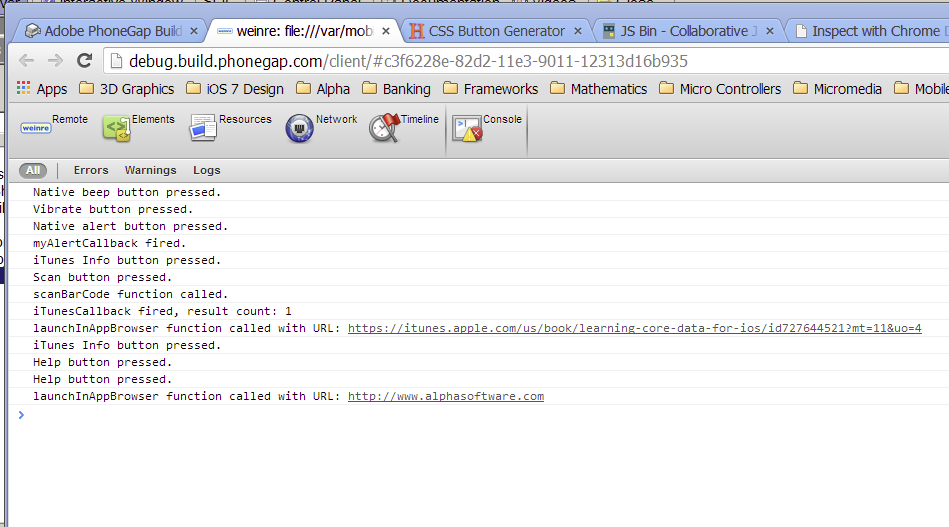 Adobe PhoneGap Build
weinre: file:///var/mobi
CSS Button Generator
JS Bin - Collaborative J
Inspect with Chrome D
debug.build.phonegap.com/client/#c3f6228e-82d2-11e3-9011-12313d16b935
Apps
3D Graphics
iOS 7 Design
Alpha
Banking
Frameworks
Mathematics
Micro Controllers
Micromedia
Mobile
weinre
Remote
Elements
Resources
Network
Timeline
Console
All
Errors
Warnings
Logs
Native beep button pressed.
Vibrate button pressed.
Native alert button pressed.
myAlertCallback fired.
iTunes Info button pressed.
Scan button pressed.
scanBarCode function called.
iTunesCallback fired, result count: 1
launchInAppBrowser function called with URL: https://itunes.apple.com/us/book/learning-core-data-for-ios/id727644521?mt=11&uo=4
iTunes Info button pressed.
Help button pressed.
Help button pressed.
launchInAppBrowser function called with URL: http://www.alphasoftware.com